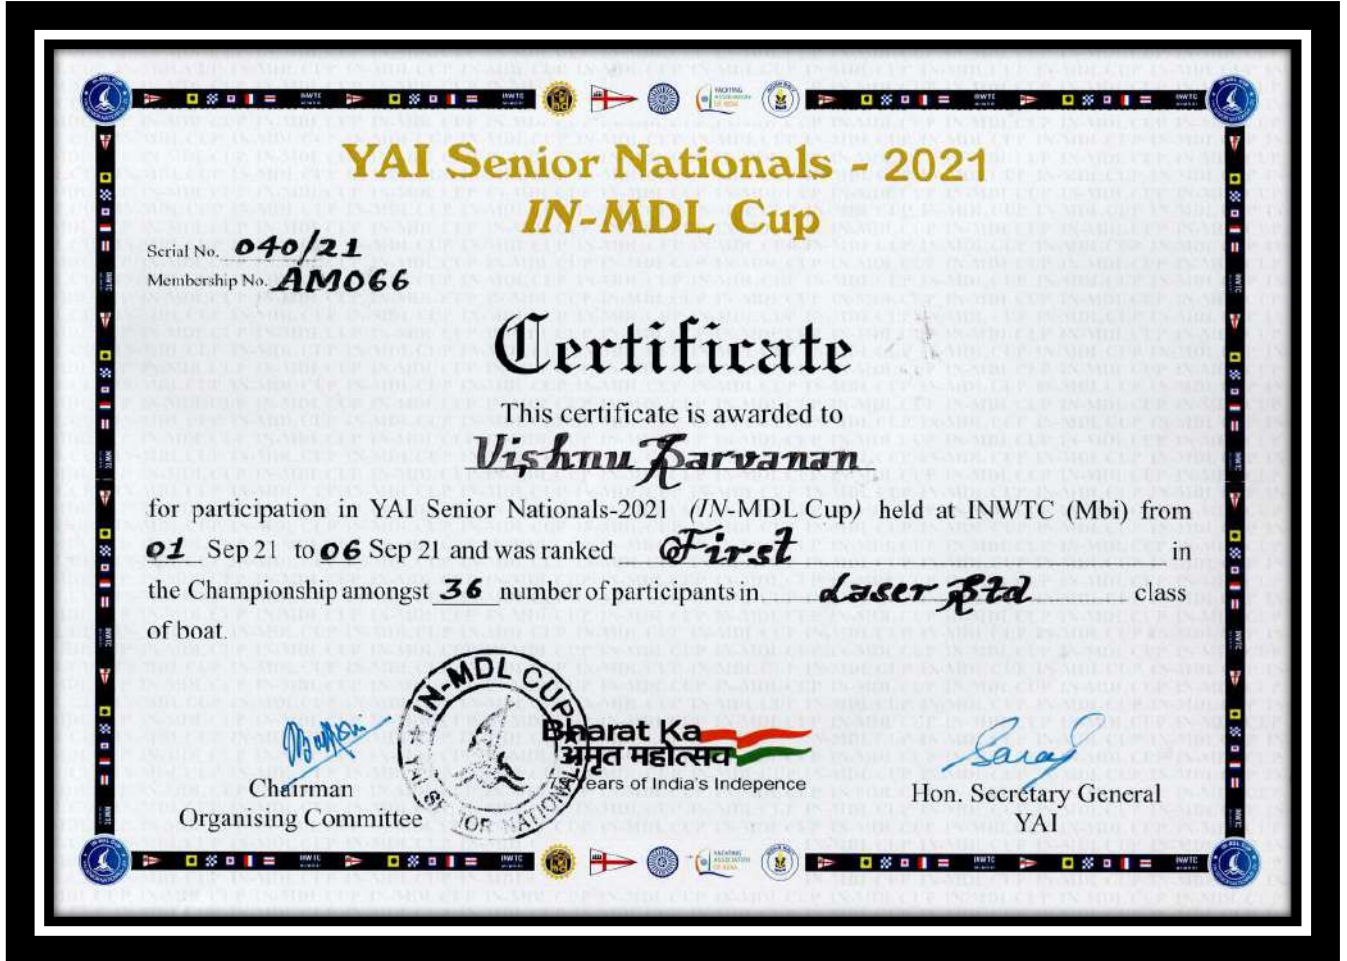 YAI Senior Nationals - 2021
IN-MDL Cup
Serial No. 040/21
Membership No. AM066
Certificate
This certificate is awarded to
Vishnu Sarvanan
for participation in YAI Senior Nationals-2021 (IN-MDL Cup) held at INWTC (Mbi) from
01 Sep 21 to 06 Sep 21 and was ranked First in
the Championship amongst 36 number of participants in Laser Std class
of boat.
IN-MDL CUP
Bharat Ka
अमृत महोत्सव
Years of India's Indepence
Chairman
Organising Committee
Hon. Secretary General
YAI
YACHTING
ASSOCIATION
OF INDIA